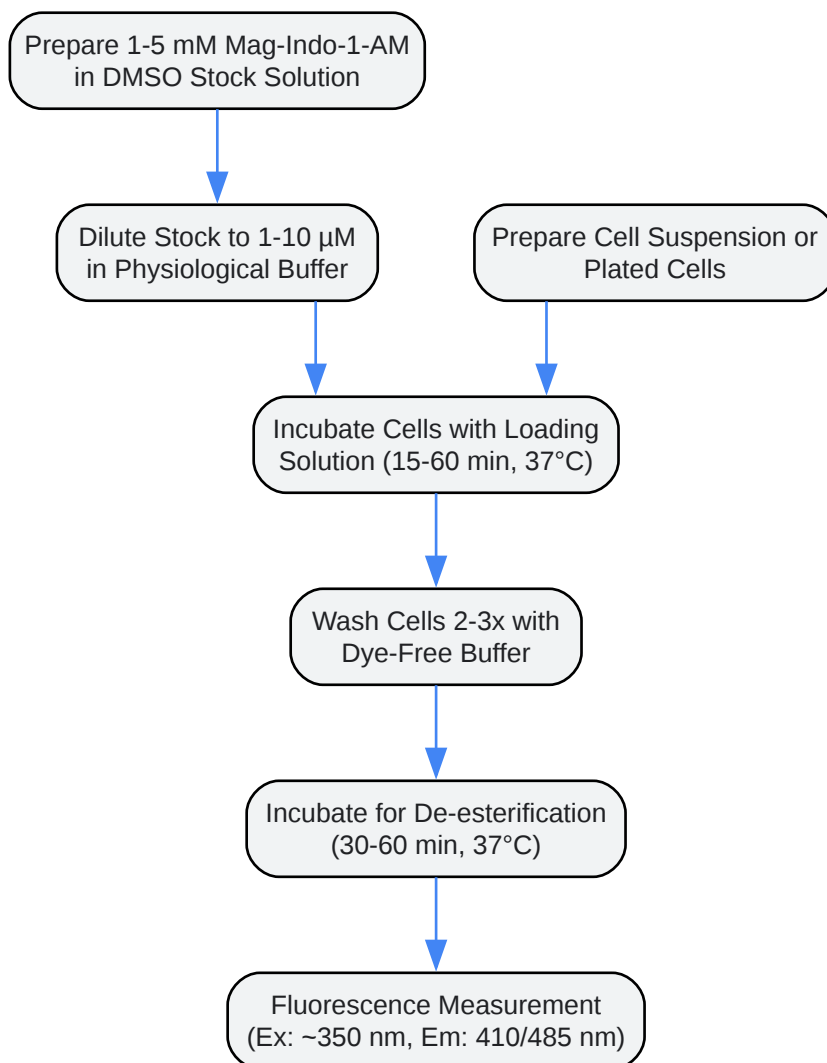 Prepare 1-5 mM Mag-Indo-1-AM
in DMSO Stock Solution
Dilute Stock to 1-10 µM
in Physiological Buffer
Prepare Cell Suspension or
Plated Cells
Incubate Cells with Loading
Solution (15-60 min, 37°C)
Wash Cells 2-3x with
Dye-Free Buffer
Incubate for De-esterification
(30-60 min, 37°C)
Fluorescence Measurement
(Ex: ~350 nm, Em: 410/485 nm)